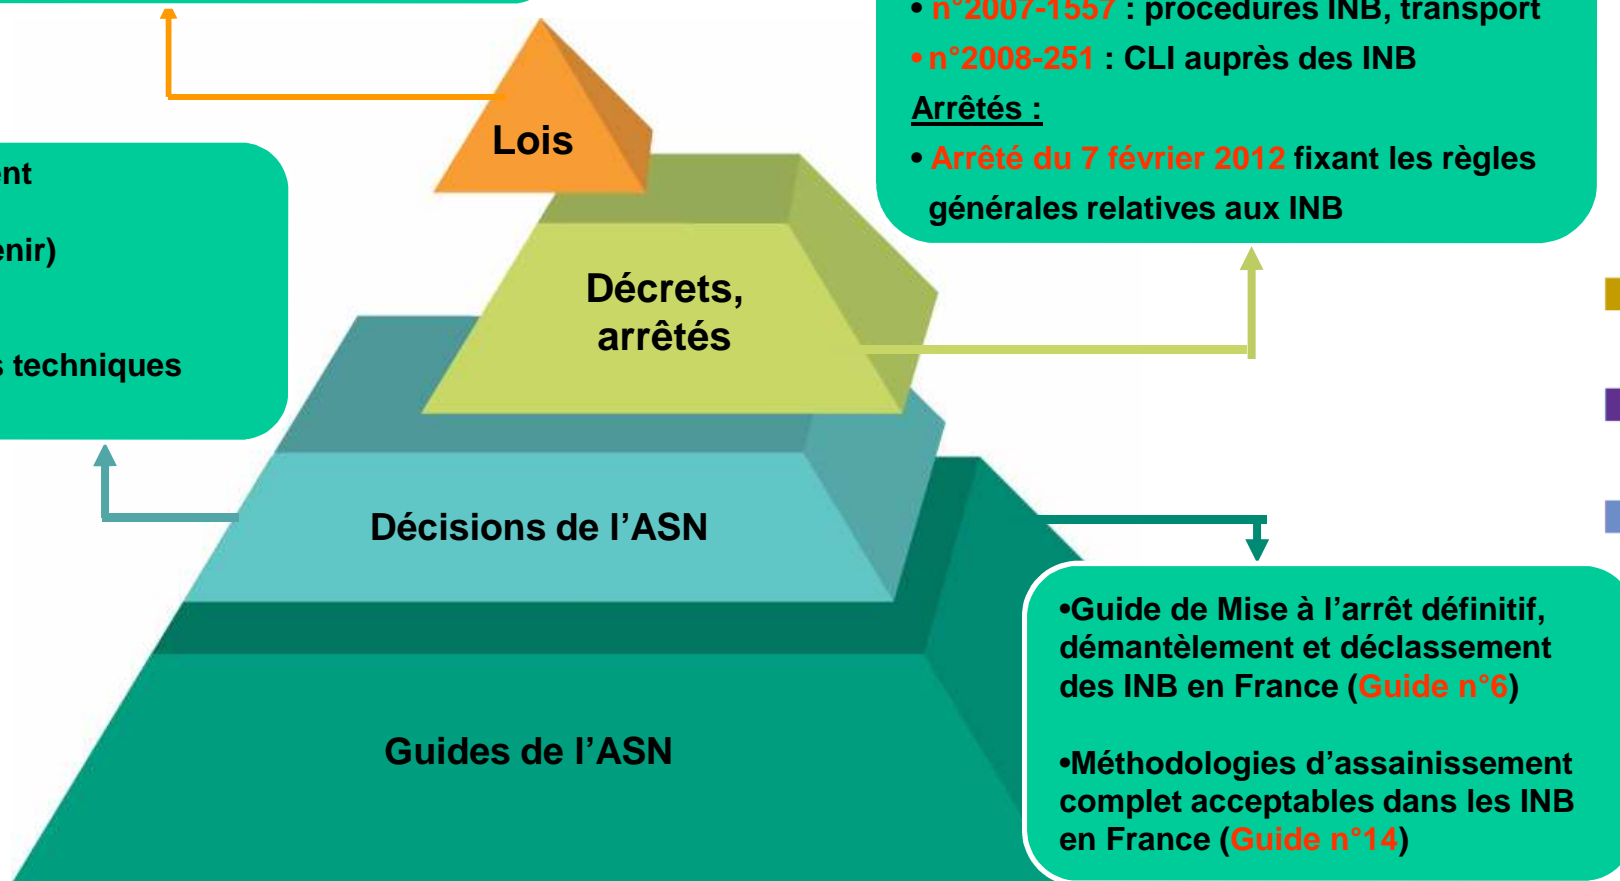 • n°2007-1557 : procédures INB, transport
• n°2008-251 : CLI auprès des INB
Arrêtés :
• Arrêté du 7 février 2012 fixant les règles
générales relatives aux INB
Lois
Décrets,
arrêtés
s techniques
Décisions de l’ASN
Guides de l’ASN
•Guide de Mise à l’arrêt définitif,
démantèlement et déclassement
des INB en France (Guide n°6)
•Méthodologies d’assainissement
complet acceptables dans les INB
en France (Guide n°14)